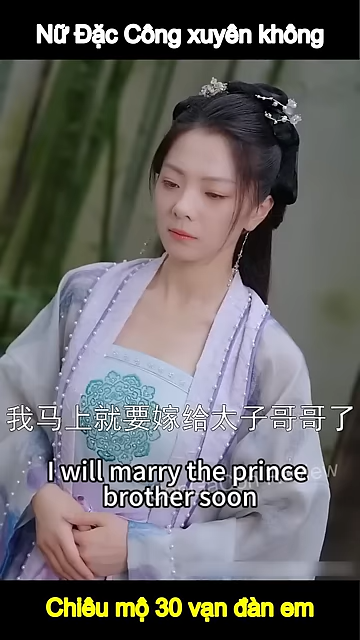 Nữ Đặc Công xuyên không
我马上就要嫁给太子哥哥了
I will marry the prince
brother soon
Chiêu mộ 30 vạn đàn em